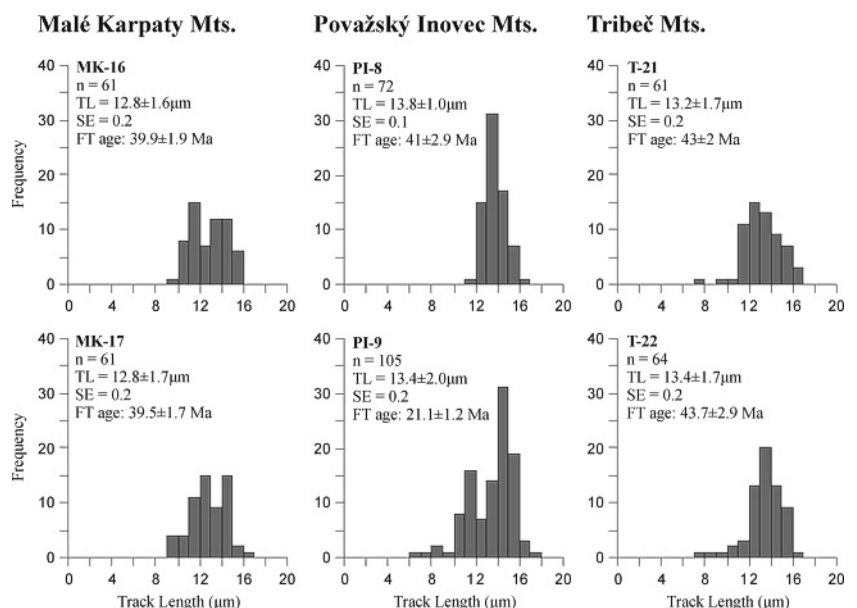 Malé Karpaty Mts.
Považský Inovec Mts.
Tribeč Mts.
Frequency
40
30
20
10
0
MK-16
n = 61
TL = 12.8±1.6μm
SE = 0.2
FT age: 39.9±1.9 Ma
0 4 8 12 16 20
40
30
20
10
0
PI-8
n = 72
TL = 13.8±1.0μm
SE = 0.1
FT age: 41±2.9 Ma
0 4 8 12 16 20
40
30
20
10
0
T-21
n = 61
TL = 13.2±1.7μm
SE = 0.2
FT age: 43±2 Ma
0 4 8 12 16 20
Frequency
40
30
20
10
0
MK-17
n = 61
TL = 12.8±1.7μm
SE = 0.2
FT age: 39.5±1.7 Ma
0 4 8 12 16 20
Track Length (μm)
40
30
20
10
0
PI-9
n = 105
TL = 13.4±2.0μm
SE = 0.2
FT age: 21.1±1.2 Ma
0 4 8 12 16 20
Track Length (μm)
40
30
20
10
0
T-22
n = 64
TL = 13.4±1.7μm
SE = 0.2
FT age: 43.7±2.9 Ma
0 4 8 12 16 20
Track Length (μm)